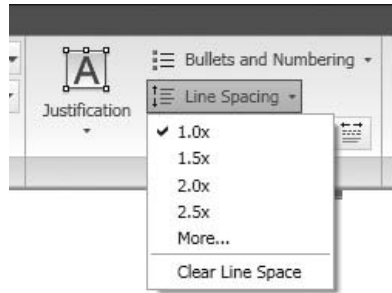 A
Bullets and Numbering
Justification
Line Spacing
1.0x
1.5x
2.0x
2.5x
More...
Clear Line Space